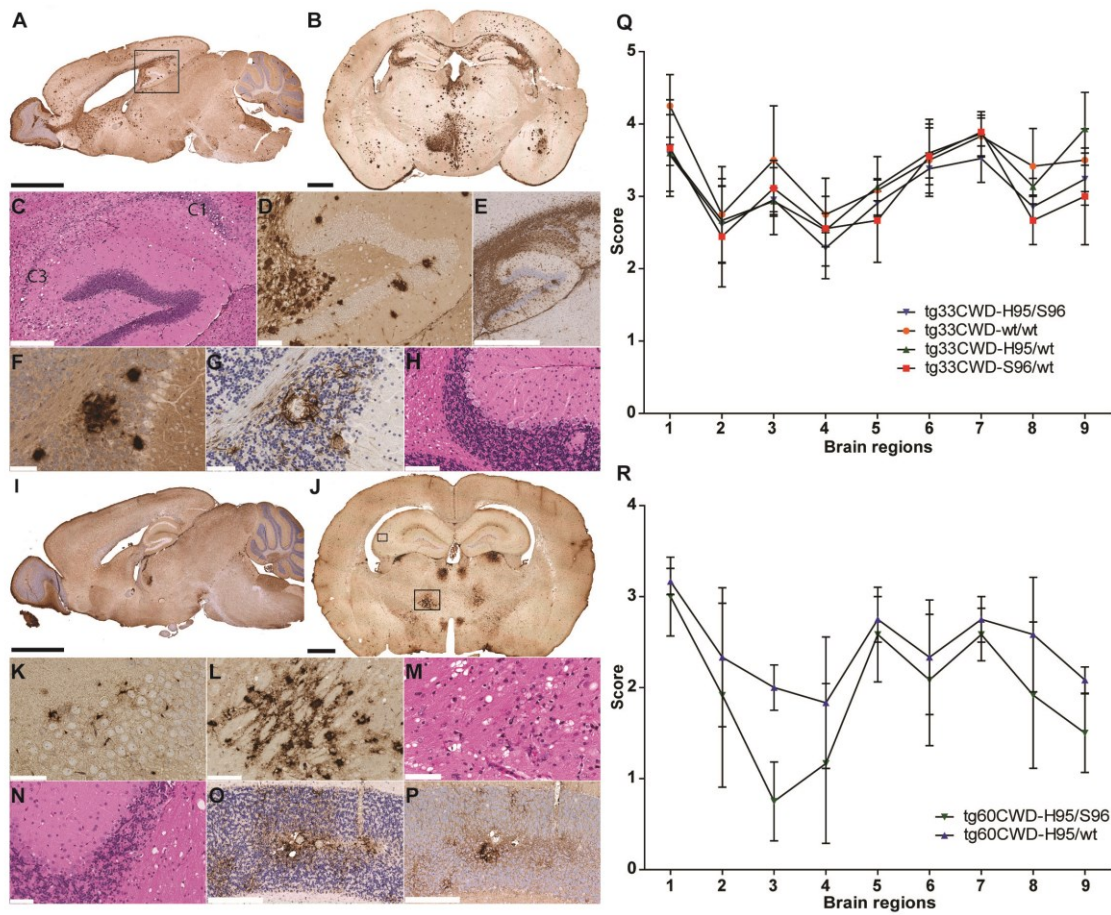 A
B
C
C1
C3
D
E
F
G
H
I
J
K
L
M
N
O
P
Q
5
4
3
2
1
0
Score
1 2 3 4 5 6 7 8 9
Brain regions
tg33CWD-H95/S96
tg33CWD-wt/wt
tg33CWD-H95/wt
tg33CWD-S96/wt
R
4
3
2
1
0
Score
1 2 3 4 5 6 7 8 9
Brain regions
tg60CWD-H95/S96
tg60CWD-H95/wt